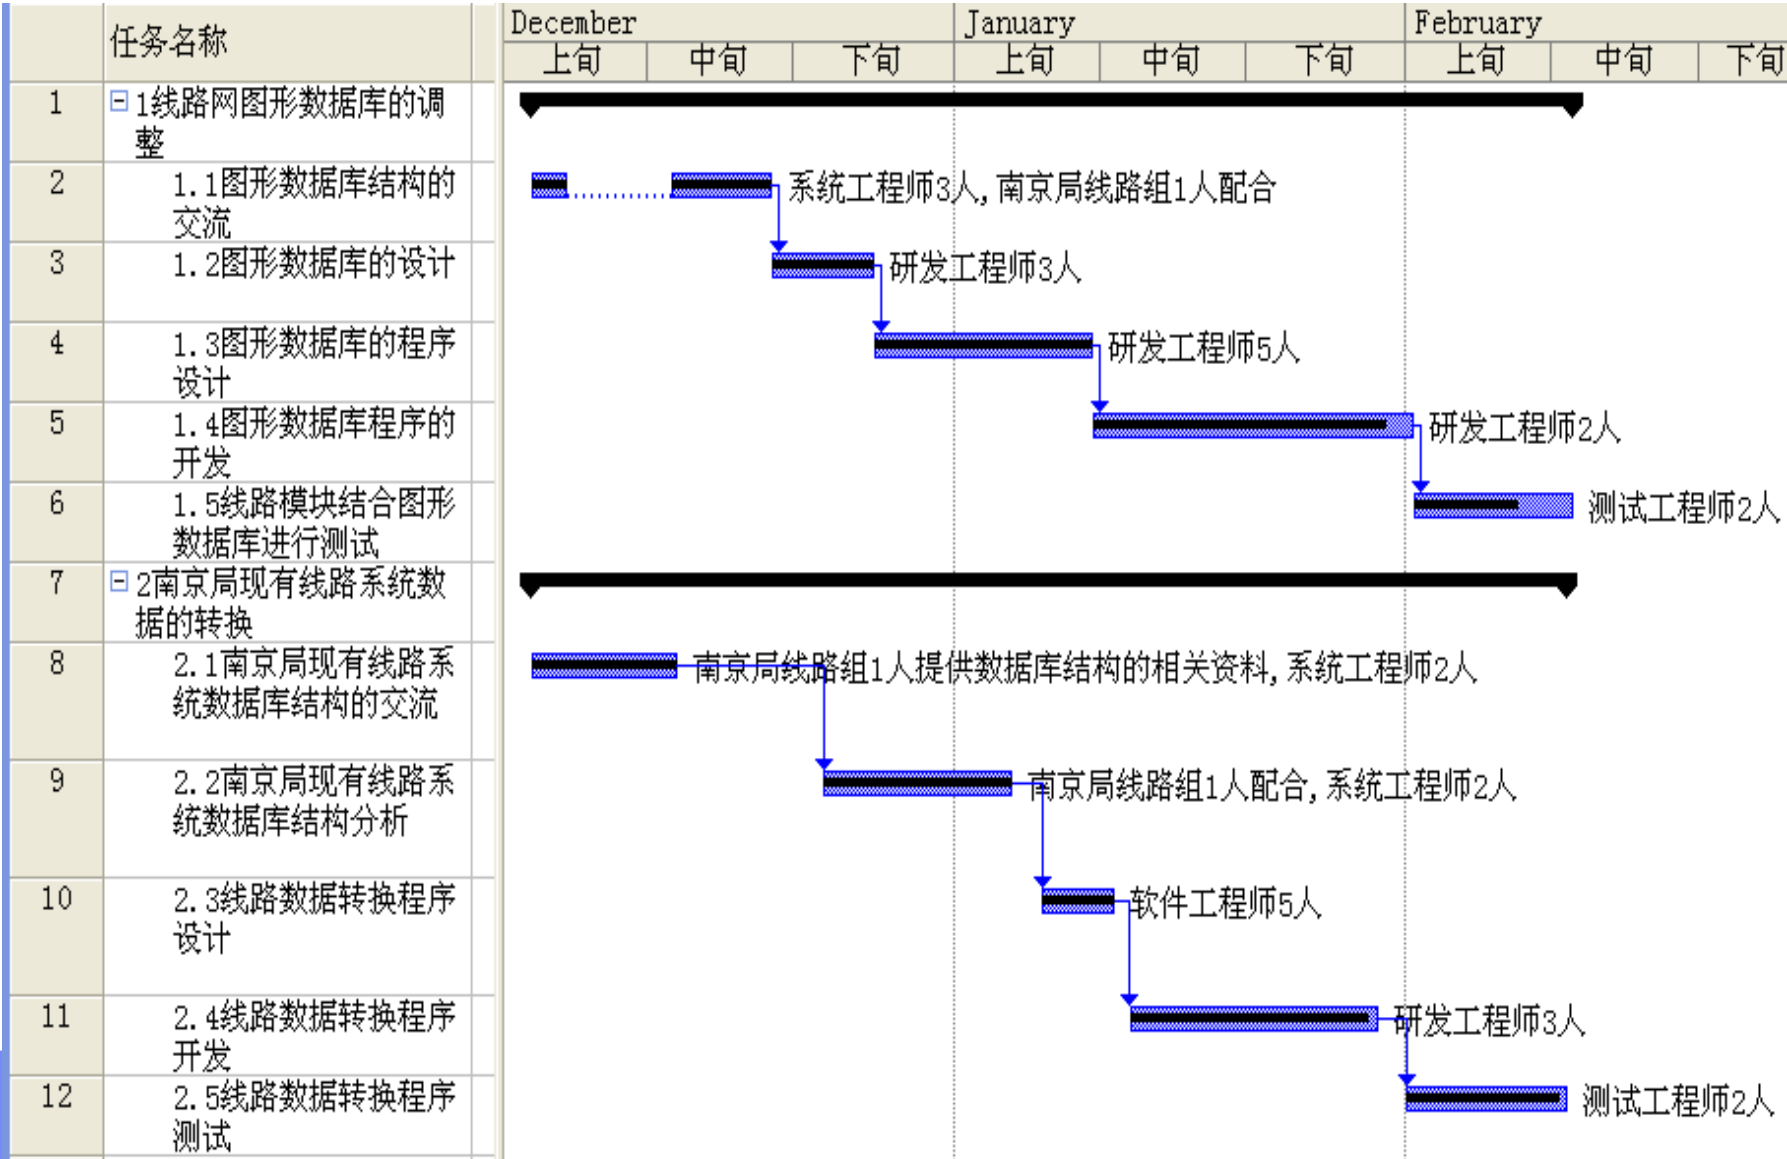 任务名称
December January February
上旬 中旬 下旬 上旬 中旬 下旬 上旬 中旬 下旬
1 1线路网图形数据库的调
整
2 1.1图形数据库结构的
交流
系统工程师3人,南京局线路组1人配合
3 1.2图形数据库的设计
研发工程师3人
4 1.3图形数据库的程序
设计
研发工程师5人
5 1.4图形数据库程序的
开发
研发工程师2人
6 1.5线路模块结合图形
数据库进行测试
测试工程师2人
7 2南京局现有线路系统数
据的转换
8 2.1南京局现有线路系
统数据库结构的交流
南京局线路组1人提供数据库结构的相关资料,系统工程师2人
9 2.2南京局现有线路系
统数据库结构分析
南京局线路组1人配合,系统工程师2人
10 2.3线路数据转换程序
设计
软件工程师5人
11 2.4线路数据转换程序
开发
研发工程师3人
12 2.5线路数据转换程序
测试
测试工程师2人